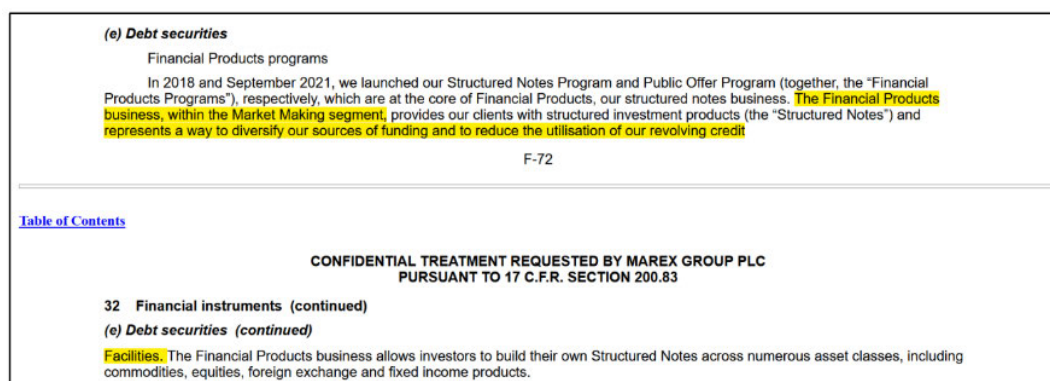 (e) Debt securities
Financial Products programs
In 2018 and September 2021, we launched our Structured Notes Program and Public Offer Program (together, the “Financial
Products Programs”), respectively, which are at the core of Financial Products, our structured notes business. The Financial Products
business, within the Market Making segment, provides our clients with structured investment products (the “Structured Notes”) and
represents a way to diversify our sources of funding and to reduce the utilisation of our revolving credit
F-72
Table of Contents
CONFIDENTIAL TREATMENT REQUESTED BY MAREX GROUP PLC
PURSUANT TO 17 C.F.R. SECTION 200.83
32 Financial instruments (continued)
(e) Debt securities (continued)
Facilities. The Financial Products business allows investors to build their own Structured Notes across numerous asset classes, including
commodities, equities, foreign exchange and fixed income products.